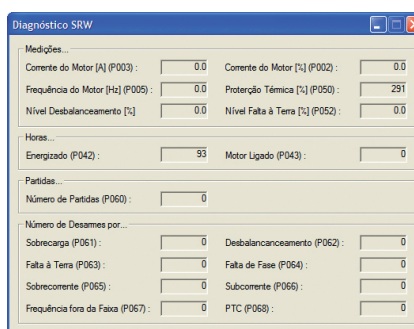 Diagnóstico SRW
Medições...
Corrente do Motor [A] (P003) : 0.0 Corrente do Motor [%] (P002) : 0.0
Frequência do Motor [Hz] (P005) : 0.0 Proterção Térmica [%] (P050) : 291
Nível Desbalanceamento [%] 0.0 Nível Falta à Terra [%] (P052) : 0.0
Horas...
Energizado (P042) : 93 Motor Ligado (P043) : 0
Partidas...
Número de Partidas (P060) : 0
Número de Desarmes por...
Sobrecarga (P061) : 0 Desbalancanceamento (P062) : 0
Falta à Terra (P063) : 0 Falta de Fase (P064) : 0
Sobrecorrente (P065) : 0 Subcorrente (P066) : 0
Frequência fora da Faixa (P067) : 0 PTC (P068) : 0